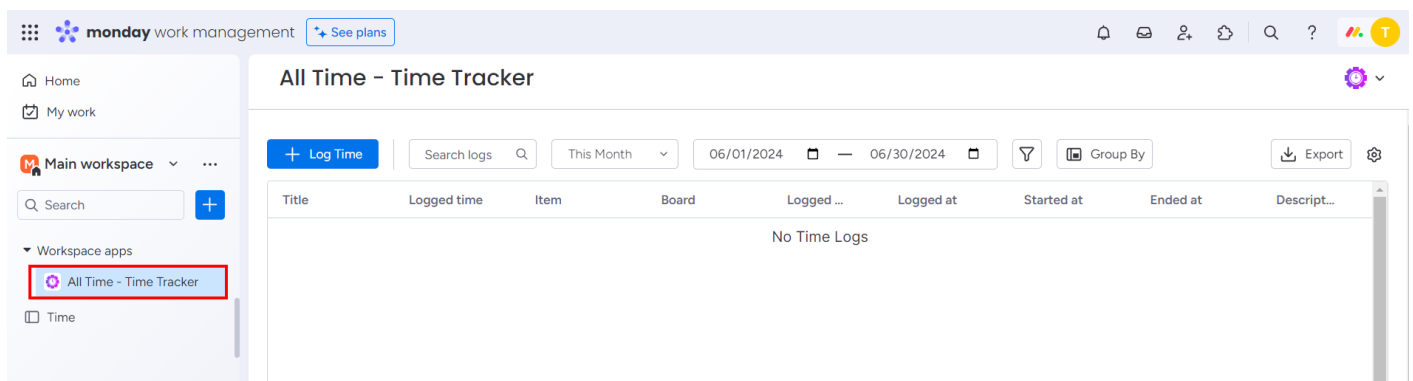 monday work management See plans T
Home
My work
M Main workspace
Search
Workspace apps
All Time - Time Tracker
Time
All Time - Time Tracker
+ Log Time Search logs This Month 06/01/2024 — 06/30/2024 Group By Export
Title Logged time Item Board Logged ... Logged at Started at Ended at Descript...
No Time Logs